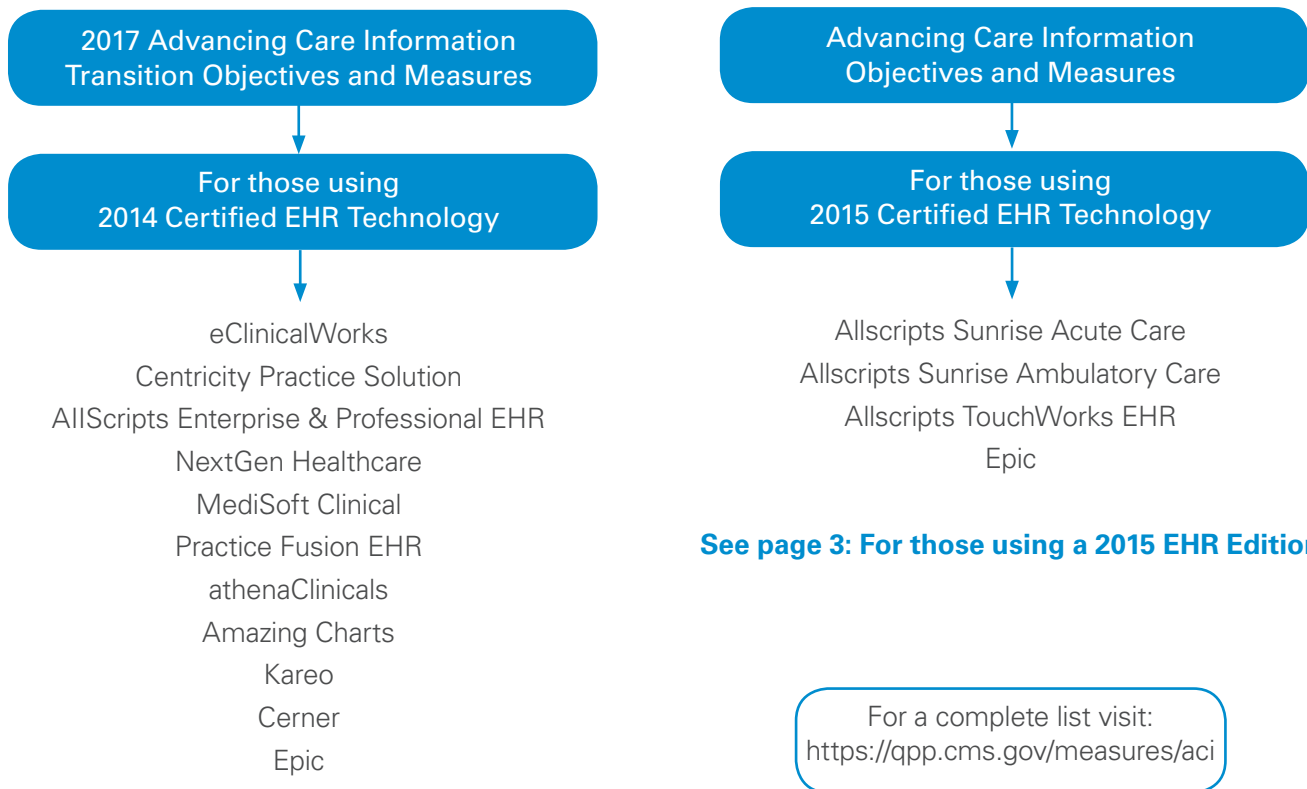 2017 Advancing Care Information
Transition Objectives and Measures
For those using
2014 Certified EHR Technology
eClinicalWorks
Centricity Practice Solution
AllScripts Enterprise & Professional EHR
NextGen Healthcare
MediSoft Clinical
Practice Fusion EHR
athenaClinicals
Amazing Charts
Kareo
Cerner
Epic
Advancing Care Information
Objectives and Measures
For those using
2015 Certified EHR Technology
Allscripts Sunrise Acute Care
Allscripts Sunrise Ambulatory Care
Allscripts TouchWorks EHR
Epic
See page 3: For those using a 2015 EHR Edition
For a complete list visit:
https://qpp.cms.gov/measures/aci